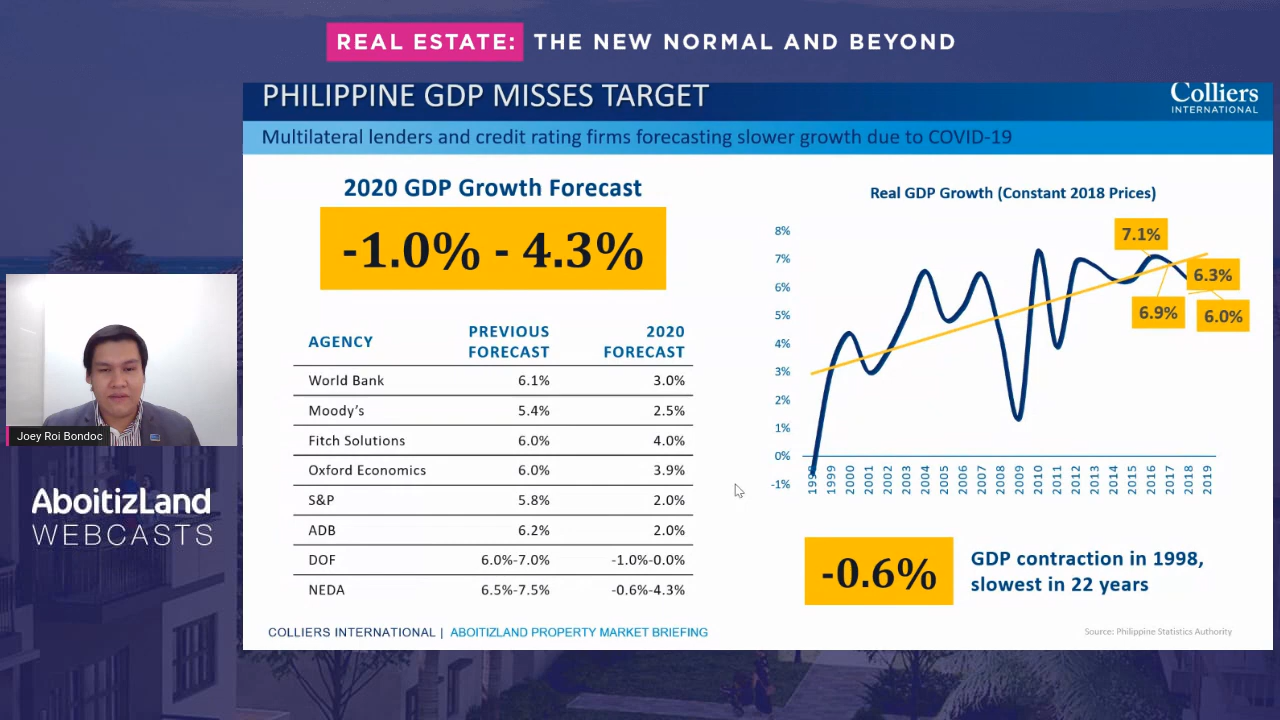 REAL ESTATE: THE NEW NORMAL AND BEYOND
PHILIPPINE GDP MISSES TARGET
Colliers
INTERNATIONAL
Multilateral lenders and credit rating firms forecasting slower growth due to COVID-19
2020 GDP Growth Forecast
-1.0% - 4.3%
AGENCY PREVIOUS FORECAST 2020 FORECAST
World Bank 6.1% 3.0%
Moody's 5.4% 2.5%
Fitch Solutions 6.0% 4.0%
Oxford Economics 6.0% 3.9%
S&P 5.8% 2.0%
ADB 6.2% 2.0%
DOF 6.0%-7.0% -1.0%-0.0%
NEDA 6.5%-7.5% -0.6%-4.3%
Real GDP Growth (Constant 2018 Prices)
8%
7%
6%
5%
4%
3%
2%
1%
0%
-1%
7.1%
6.3%
6.9%
6.0%
1998 1999 2000 2001 2002 2003 2004 2005 2006 2007 2008 2009 2010 2011 2012 2013 2014 2015 2016 2017 2018 2019
-0.6%
GDP contraction in 1998,
slowest in 22 years
COLLIERS INTERNATIONAL | ABOITIZLAND PROPERTY MARKET BRIEFING
Source: Philippine Statistics Authority
Joey Roi Bondoc
AboitizLand
WEBCASTS